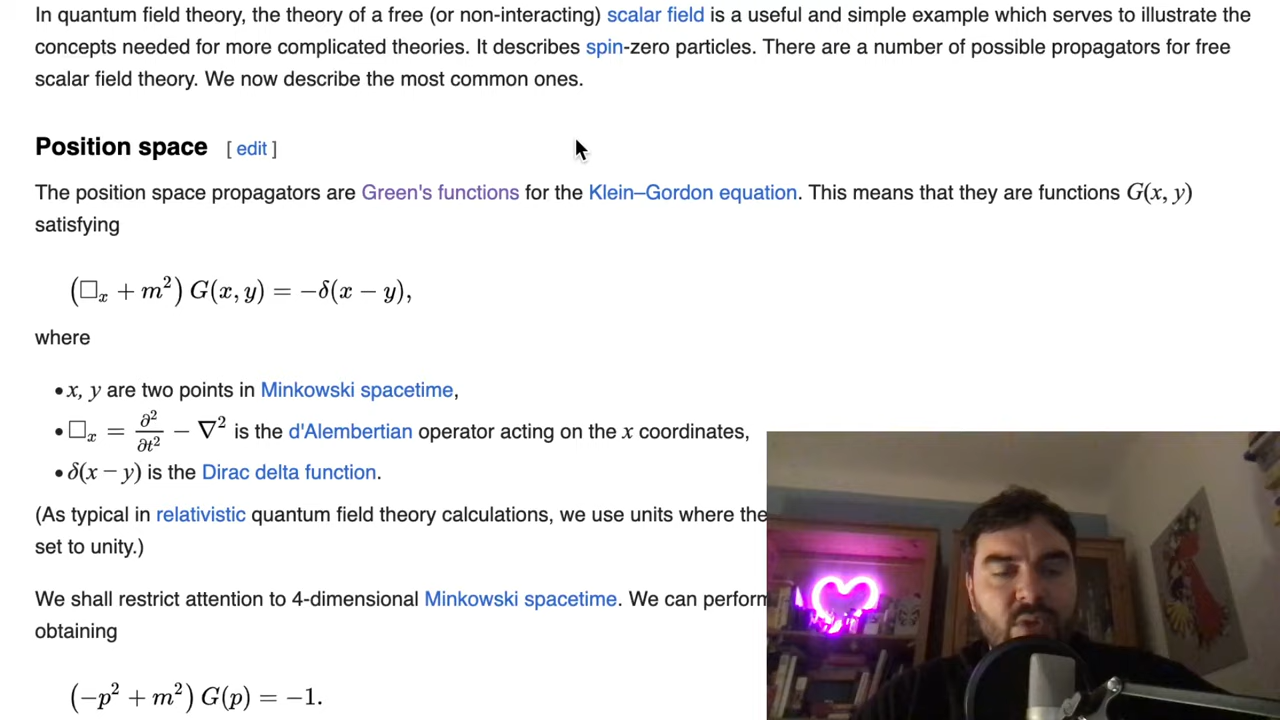 In quantum field theory, the theory of a free (or non-interacting) scalar field is a useful and simple example which serves to illustrate the
concepts needed for more complicated theories. It describes spin-zero particles. There are a number of possible propagators for free
scalar field theory. We now describe the most common ones.
Position space [ edit ]
The position space propagators are Green's functions for the Klein–Gordon equation. This means that they are functions G(x, y)
satisfying
(□ₓ + m²) G(x, y) = −δ(x − y),
where
• x, y are two points in Minkowski spacetime,
• □ₓ = ∂²/∂t² − ∇² is the d'Alembertian operator acting on the x coordinates,
• δ(x − y) is the Dirac delta function.
(As typical in relativistic quantum field theory calculations, we use units where the
set to unity.)
We shall restrict attention to 4-dimensional Minkowski spacetime. We can perform
obtaining
(−p² + m²) G(p) = −1.